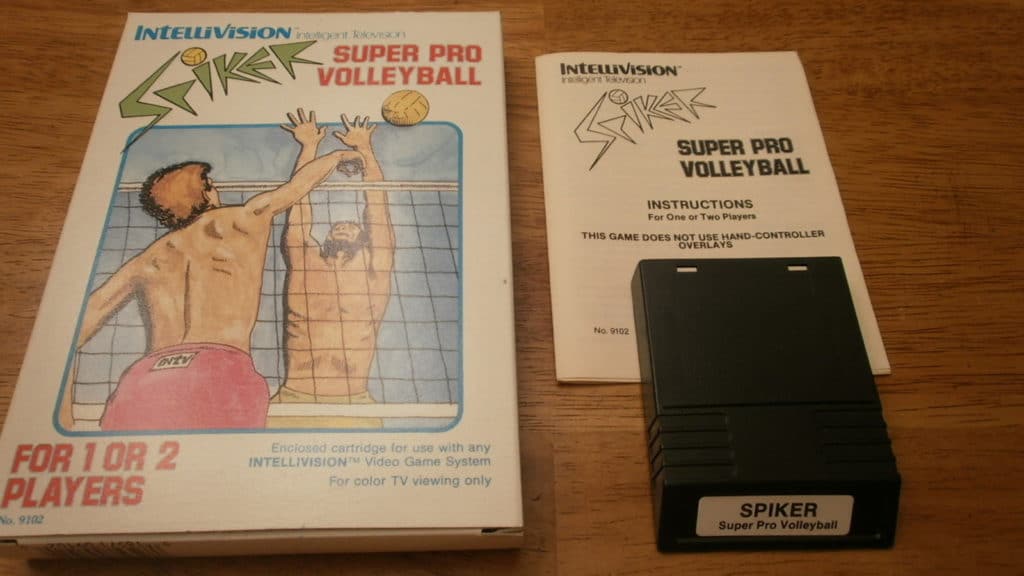 INTELLIVISION™
Intelligent Television
SPIKER
SUPER PRO
VOLLEYBALL
INTV
FOR 1 OR 2
PLAYERS
Enclosed cartridge for use with any
INTELLIVISION™ Video Game System
For color TV viewing only
No. 9102
INTELLIVISION™
Intelligent Television
SPIKER
SUPER PRO
VOLLEYBALL
INSTRUCTIONS
For One or Two Players
THIS GAME DOES NOT USE HAND-CONTROLLER
OVERLAYS
No. 9102
SPIKER
Super Pro Volleyball